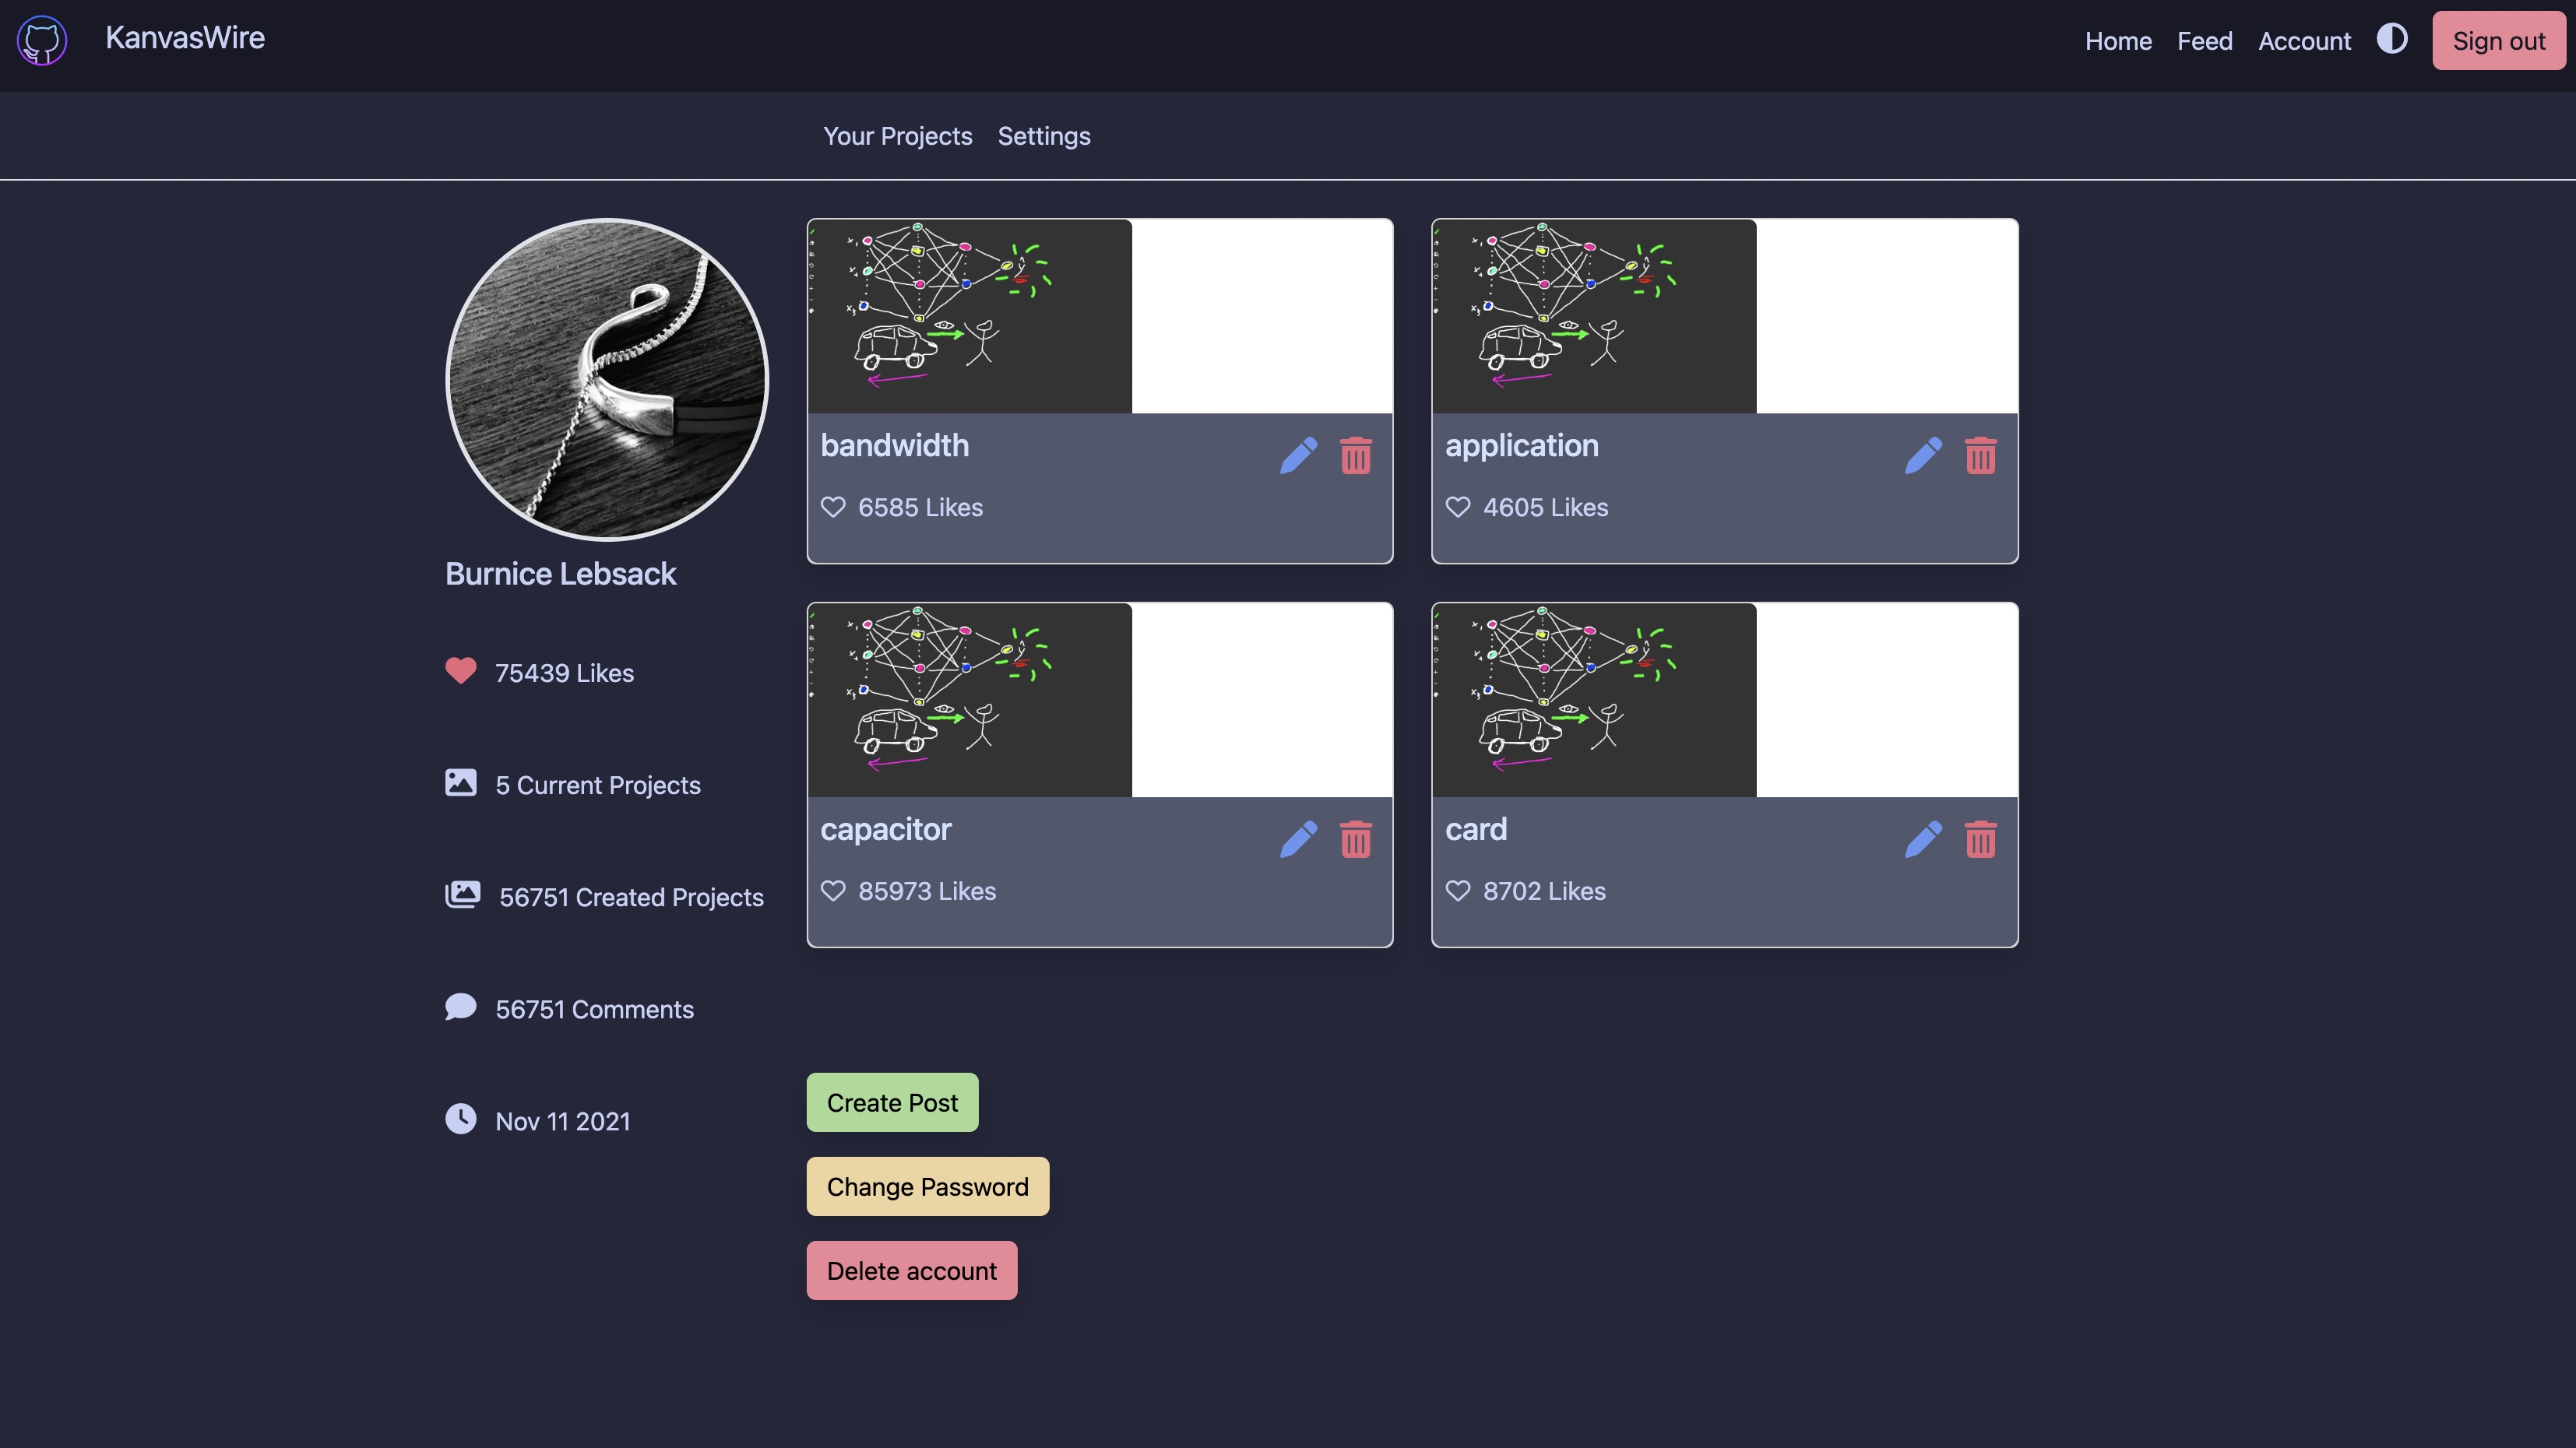 KanvasWire
Home Feed Account Sign out
Your Projects Settings
Burnice Lebsack
75439 Likes
5 Current Projects
56751 Created Projects
56751 Comments
Nov 11 2021
bandwidth
6585 Likes
application
4605 Likes
capacitor
85973 Likes
card
8702 Likes
Create Post
Change Password
Delete account